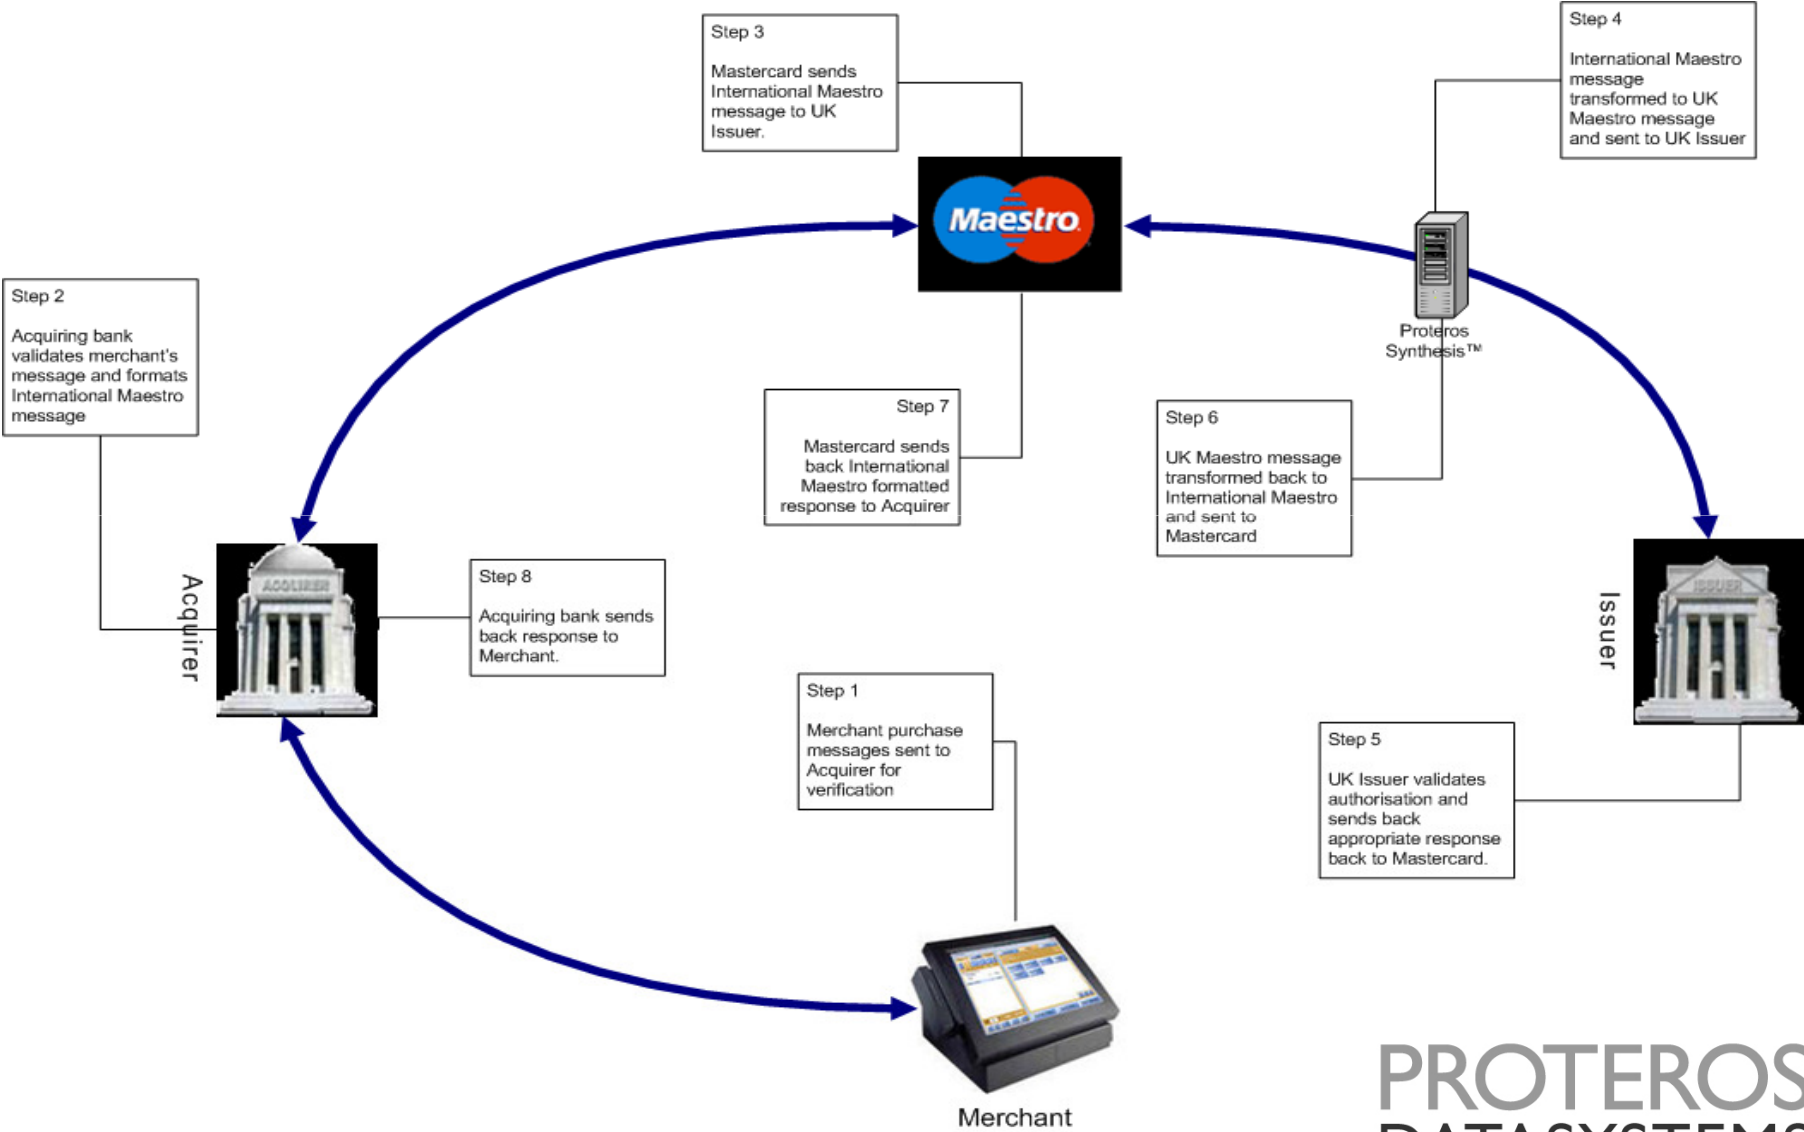 Step 3
Mastercard sends
International Maestro
message to UK
Issuer.
Step 4
International Maestro
message
transformed to UK
Maestro message
and sent to UK Issuer
Maestro
Step 2
Acquiring bank
validates merchant's
message and formats
International Maestro
message
Proteros
Synthesis™
Step 7
Mastercard sends
back International
Maestro formatted
response to Acquirer
Step 6
UK Maestro message
transformed back to
International Maestro
and sent to
Mastercard
Acquirer
ACQUIRER
Step 8
Acquiring bank sends
back response to
Merchant.
Issuer
ISSUER
Step 1
Merchant purchase
messages sent to
Acquirer for
verification
Step 5
UK Issuer validates
authorisation and
sends back
appropriate response
back to Mastercard.
Merchant
PROTEROS
DATASYSTEMS